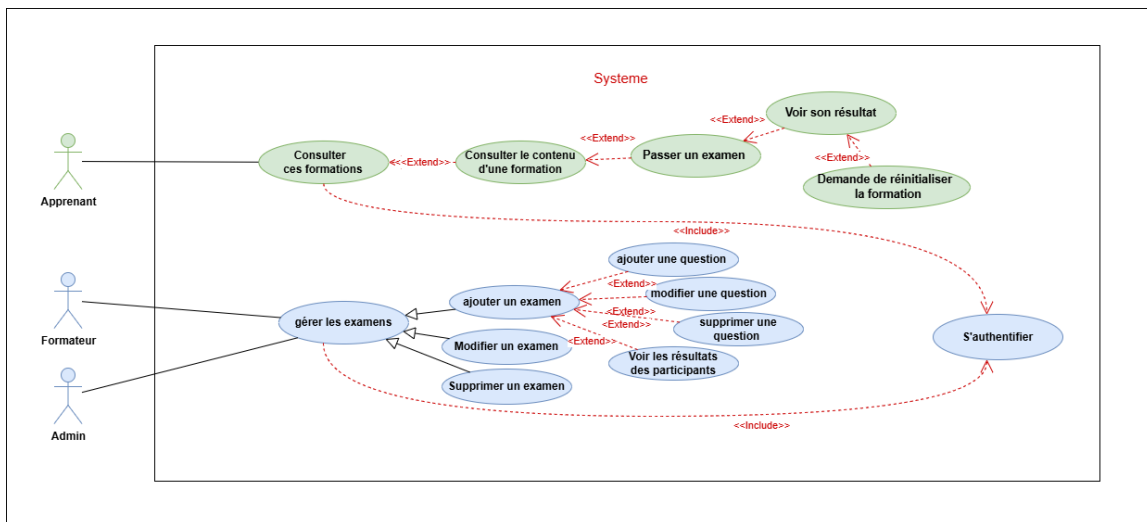 Systeme
Voir son résultat
<<Extend>>
<<Extend>>
Passer un examen
Consulter
ces formations
<<Extend>>
Consulter le contenu
d'une formation
<<Extend>>
Demande de réinitialiser
la formation
Apprenant
<<Include>>
ajouter une question
<Extend>>
modifier une question
ajouter un examen
<<Extend>>
<<Extend>>
supprimer une
question
gérer les examens
Formateur
S'authentifier
Modifier un examen
<<Extend>>
Voir les résultats
des participants
Supprimer un examen
Admin
<<Include>>